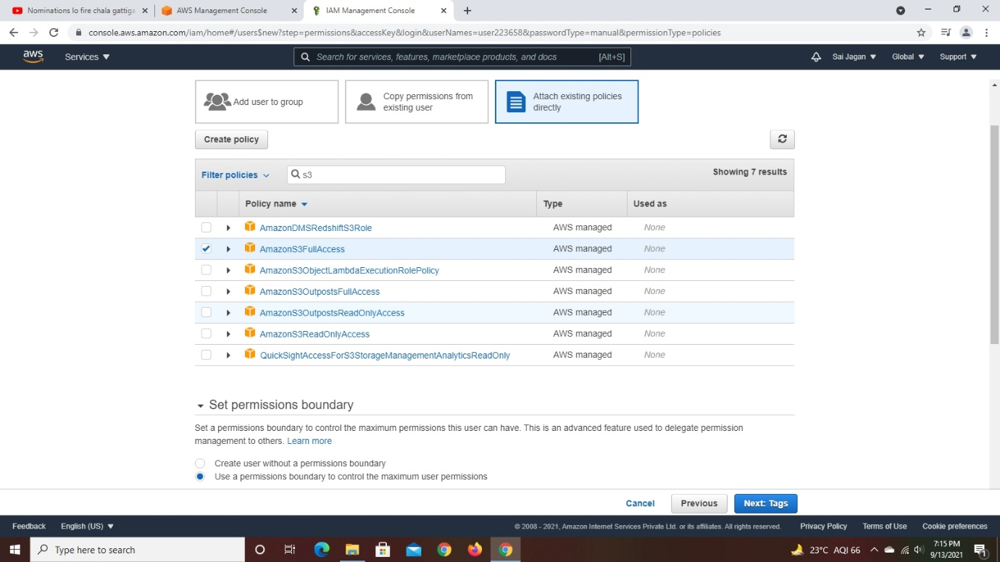 Nominations lo fire chala gattiga
AWS Management Console
IAM Management Console
console.aws.amazon.com/iam/home#/users$new?step=permissions&accessKey&login&userNames=user223658&passwordType=manual&permissionType=policies
aws Services Search for services, features, marketplace products, and docs [Alt+S] Sai Jagan Global Support
Add user to group
Copy permissions from
existing user
Attach existing policies
directly
Create policy
Filter policies s3 Showing 7 results
Policy name Type Used as
AmazonDMSRedshiftS3Role AWS managed None
AmazonS3FullAccess AWS managed None
AmazonS3ObjectLambdaExecutionRolePolicy AWS managed None
AmazonS3OutpostsFullAccess AWS managed None
AmazonS3OutpostsReadOnlyAccess AWS managed None
AmazonS3ReadOnlyAccess AWS managed None
QuickSightAccessForS3StorageManagementAnalyticsReadOnly AWS managed None
Set permissions boundary
Set a permissions boundary to control the maximum permissions this user can have. This is an advanced feature used to delegate permission
management to others. Learn more
Create user without a permissions boundary
Use a permissions boundary to control the maximum user permissions
Cancel Previous Next: Tags
Feedback English (US) © 2008 - 2021, Amazon Internet Services Private Ltd. or its affiliates. All rights reserved. Privacy Policy Terms of Use Cookie preferences
Type here to search 23°C AQI 66 7:15 PM
9/13/2021 1